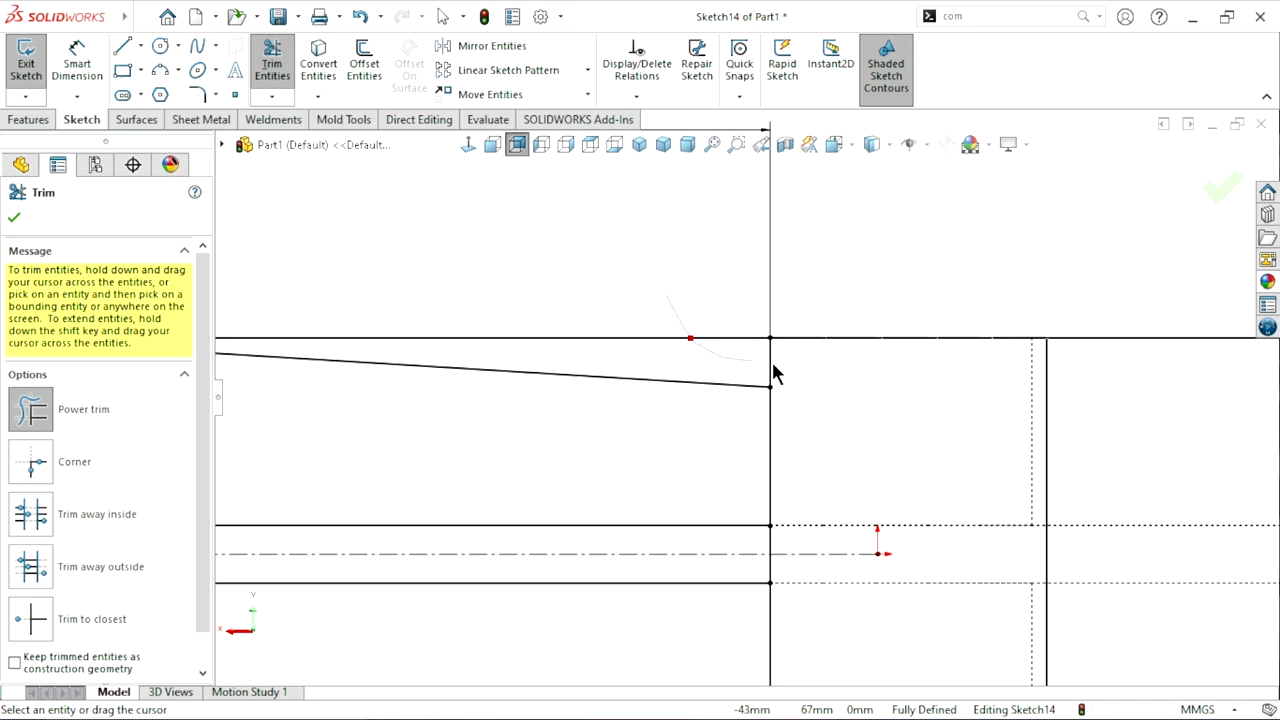 SOLIDWORKS
Sketch14 of Part1 *
com
Exit Sketch
Smart Dimension
Trim Entities
Convert Entities
Offset Entities
Offset On Surface
Mirror Entities
Linear Sketch Pattern
Move Entities
Display/Delete Relations
Repair Sketch
Quick Snaps
Rapid Sketch
Instant2D
Shaded Sketch Contours
Features
Sketch
Surfaces
Sheet Metal
Weldments
Mold Tools
Direct Editing
Evaluate
SOLIDWORKS Add-Ins
Part1 (Default) <<Default...
Trim
Message
To trim entities, hold down and drag
your cursor across the entities, or
pick on an entity and then pick on a
bounding entity or anywhere on the
screen. To extend entities, hold
down the shift key and drag your
cursor across the entities.
Options
Power trim
Corner
Trim away inside
Trim away outside
Trim to closest
Keep trimmed entities as
construction geometry
Y
X
Model
3D Views
Motion Study 1
Select an entity or drag the cursor
-43mm
67mm
0mm
Fully Defined
Editing Sketch14
MMGS